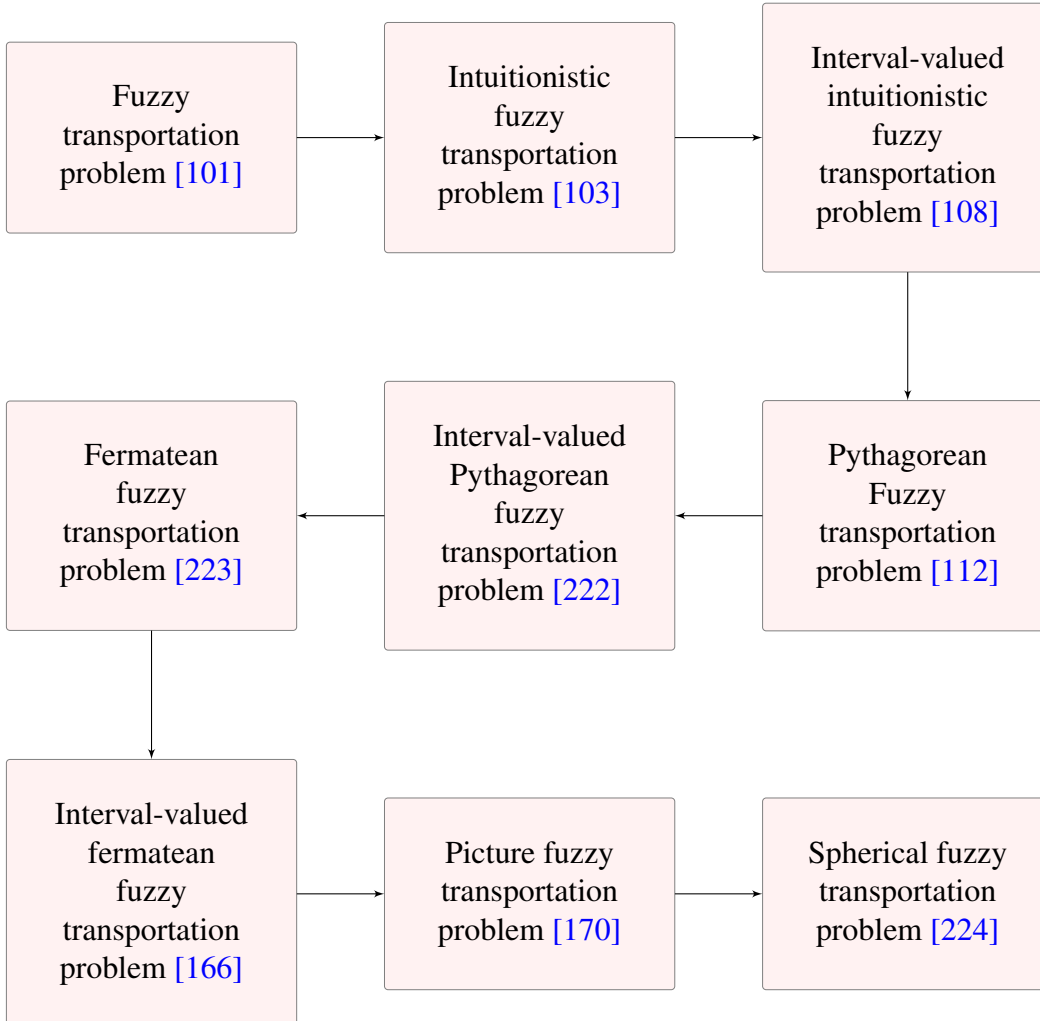 Fuzzy
transportation
problem [101]
Intuitionistic
fuzzy
transportation
problem [103]
Interval-valued
intuitionistic
fuzzy
transportation
problem [108]
Pythagorean
Fuzzy
transportation
problem [112]
Interval-valued
Pythagorean
fuzzy
transportation
problem [222]
Fermatean
fuzzy
transportation
problem [223]
Interval-valued
fermatean
fuzzy
transportation
problem [166]
Picture fuzzy
transportation
problem [170]
Spherical fuzzy
transportation
problem [224]